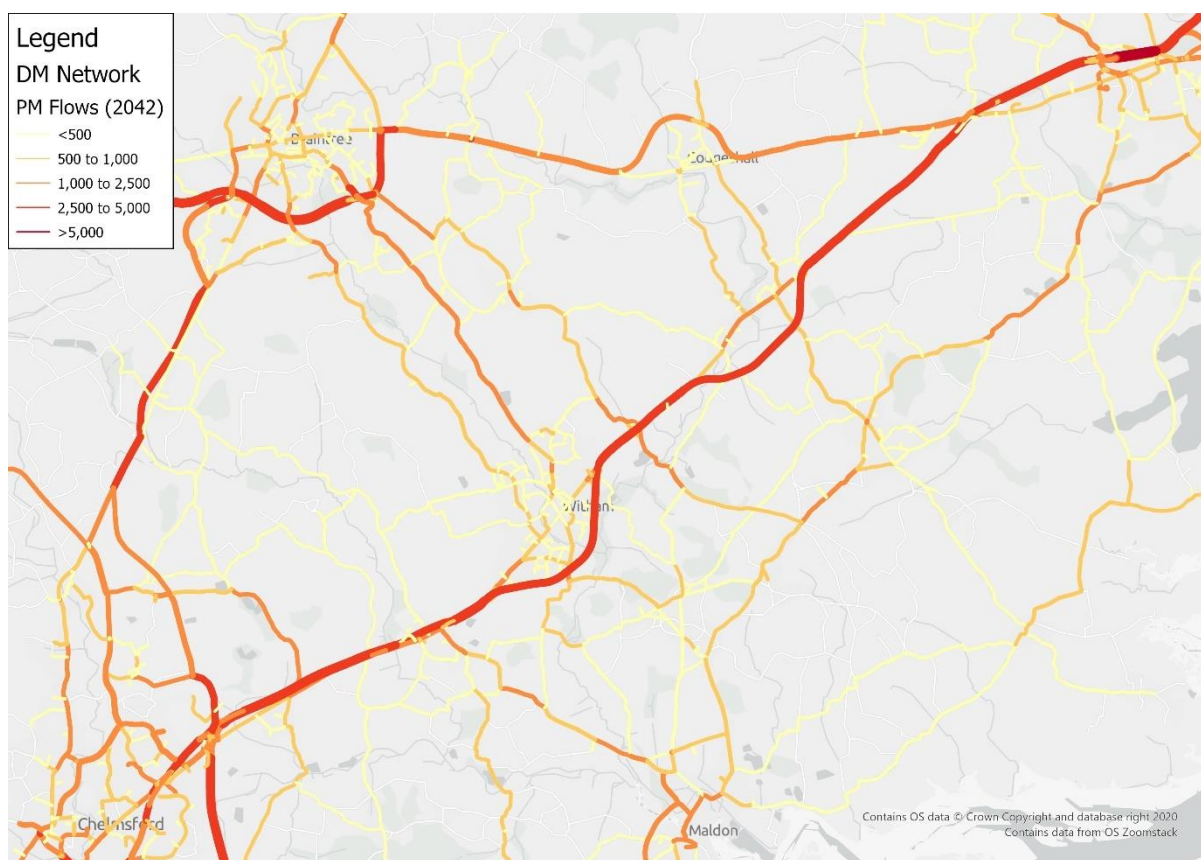 Legend
DM Network
PM Flows (2042)
<500
500 to 1,000
1,000 to 2,500
2,500 to 5,000
>5,000
Braintree
Coggeshall
Witham
Chelmsford
Maldon
Contains OS data © Crown Copyright and database right 2020
Contains data from OS Zoomstack